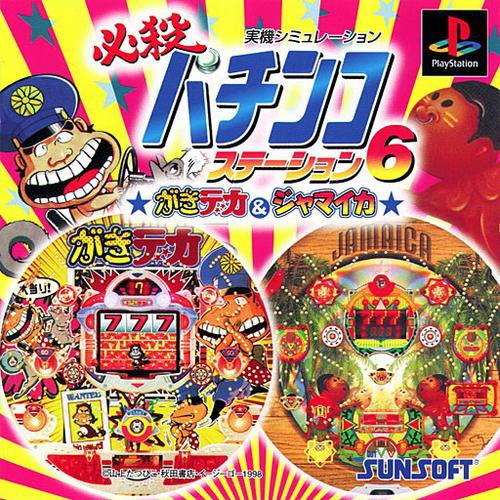 実機シミュレーション
必殺
パチンコ
ステーション6
PlayStation
★がきデカ&ジャマイカ★
がきデカ
大当り!
7
777
WANTED
JAMAICA
©山上たつひこ・秋田書店・イージーゴー1998
SUNSOFT